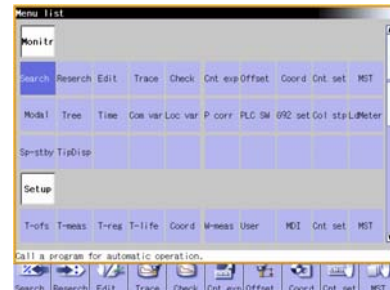 Menu list
Monitr
Search Reserch Edit Trace Check Cnt exp Offset Coord Cnt set MST
Modal Tree Time Com var Loc var P corr PLC SW G92 set Col stp LdMeter
Sp-stby TipDisp
Setup
T-ofs T-meas T-reg T-life Coord W-meas User MDI Cnt set MST
Call a program for automatic operation.
Search Reserch Edit Trace Check Cnt exp Offset Coord Cnt set MST